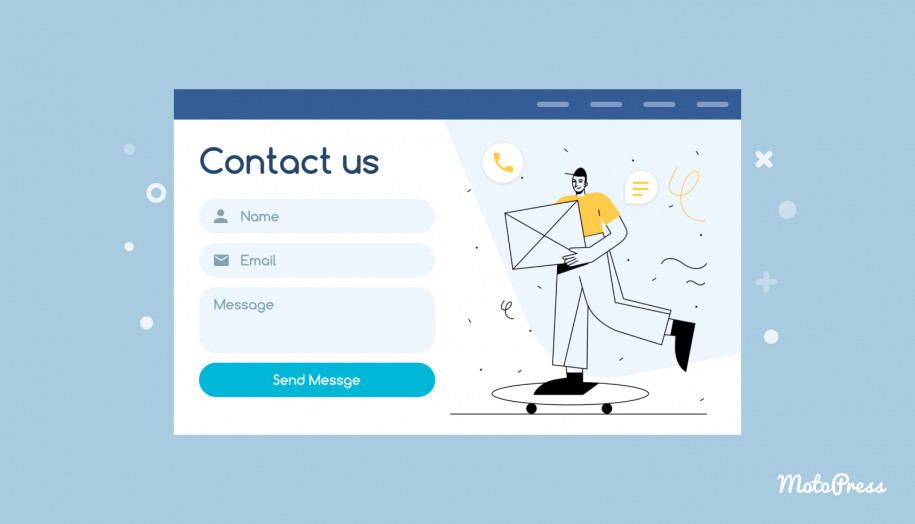 Contact us
Name
Email
Message
Send Messge
MotoPress